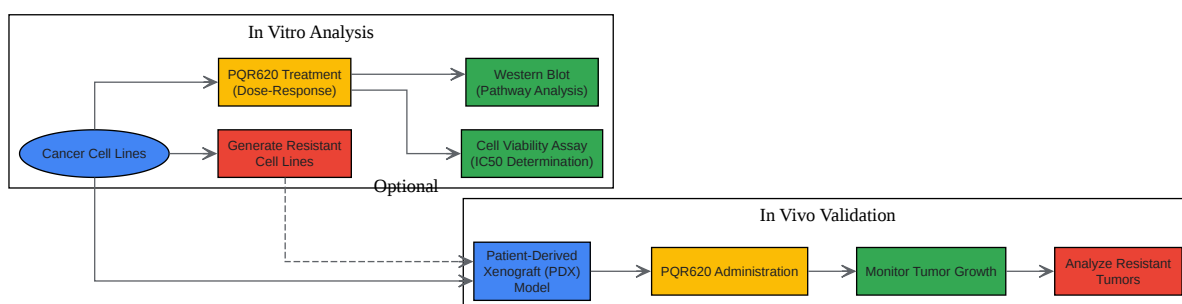 In Vitro Analysis
PQR620 Treatment
(Dose-Response)
Western Blot
(Pathway Analysis)
Cancer Cell Lines
Generate Resistant
Cell Lines
Cell Viability Assay
(IC50 Determination)
Optional
In Vivo Validation
Patient-Derived
Xenograft (PDX)
Model
PQR620 Administration
Monitor Tumor Growth
Analyze Resistant
Tumors